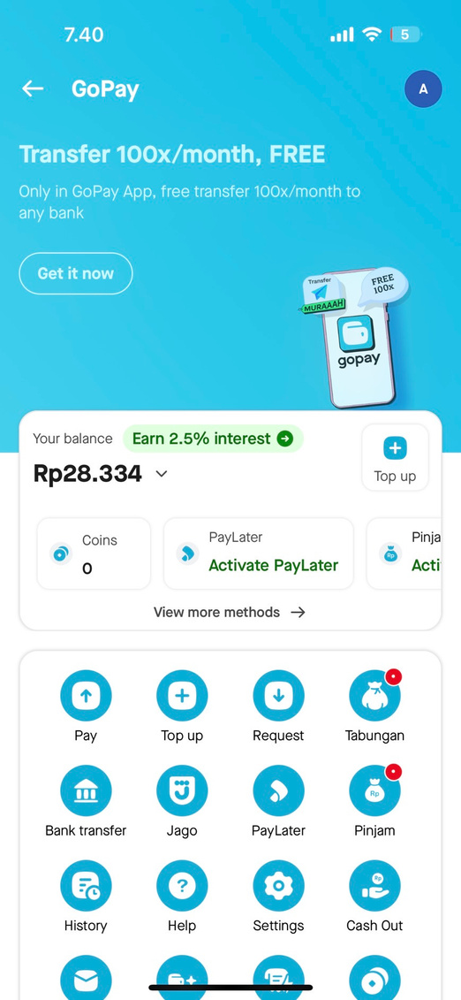 7.40
5
GoPay
A
Transfer 100x/month, FREE
Only in GoPay App, free transfer 100x/month to
any bank
Get it now
Transfer
MURAAAH
FREE
100x
gopay
Your balance
Earn 2.5% interest
Rp28.334
Top up
Coins
0
PayLater
Activate PayLater
Pinja
Acti
View more methods
Pay
Top up
Request
Tabungan
Bank transfer
Jago
PayLater
Rp
Pinjam
History
Help
Settings
Rp
Cash Out